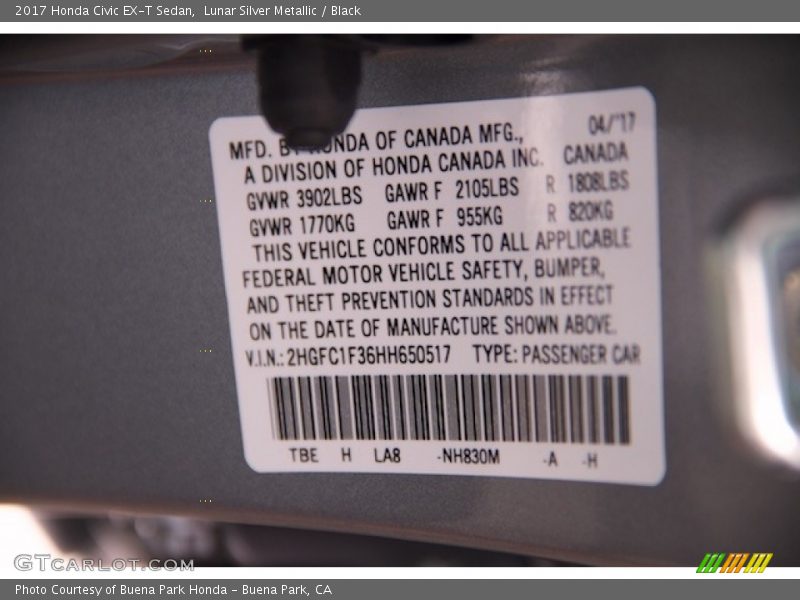 2017 Honda Civic EX-T Sedan, Lunar Silver Metallic / Black
04/'17
MFD. BY HONDA OF CANADA MFG.,
A DIVISION OF HONDA CANADA INC. CANADA
GVWR 3902LBS GAWR F 2105LBS R 1808LBS
GVWR 1770KG GAWR F 955KG R 820KG
THIS VEHICLE CONFORMS TO ALL APPLICABLE
FEDERAL MOTOR VEHICLE SAFETY, BUMPER,
AND THEFT PREVENTION STANDARDS IN EFFECT
ON THE DATE OF MANUFACTURE SHOWN ABOVE.
V.I.N.: 2HGFC1F36HH650517 TYPE: PASSENGER CAR
TBE H LA8 -NH830M -A -H
GTCARLOT.COM
Photo Courtesy of Buena Park Honda - Buena Park, CA